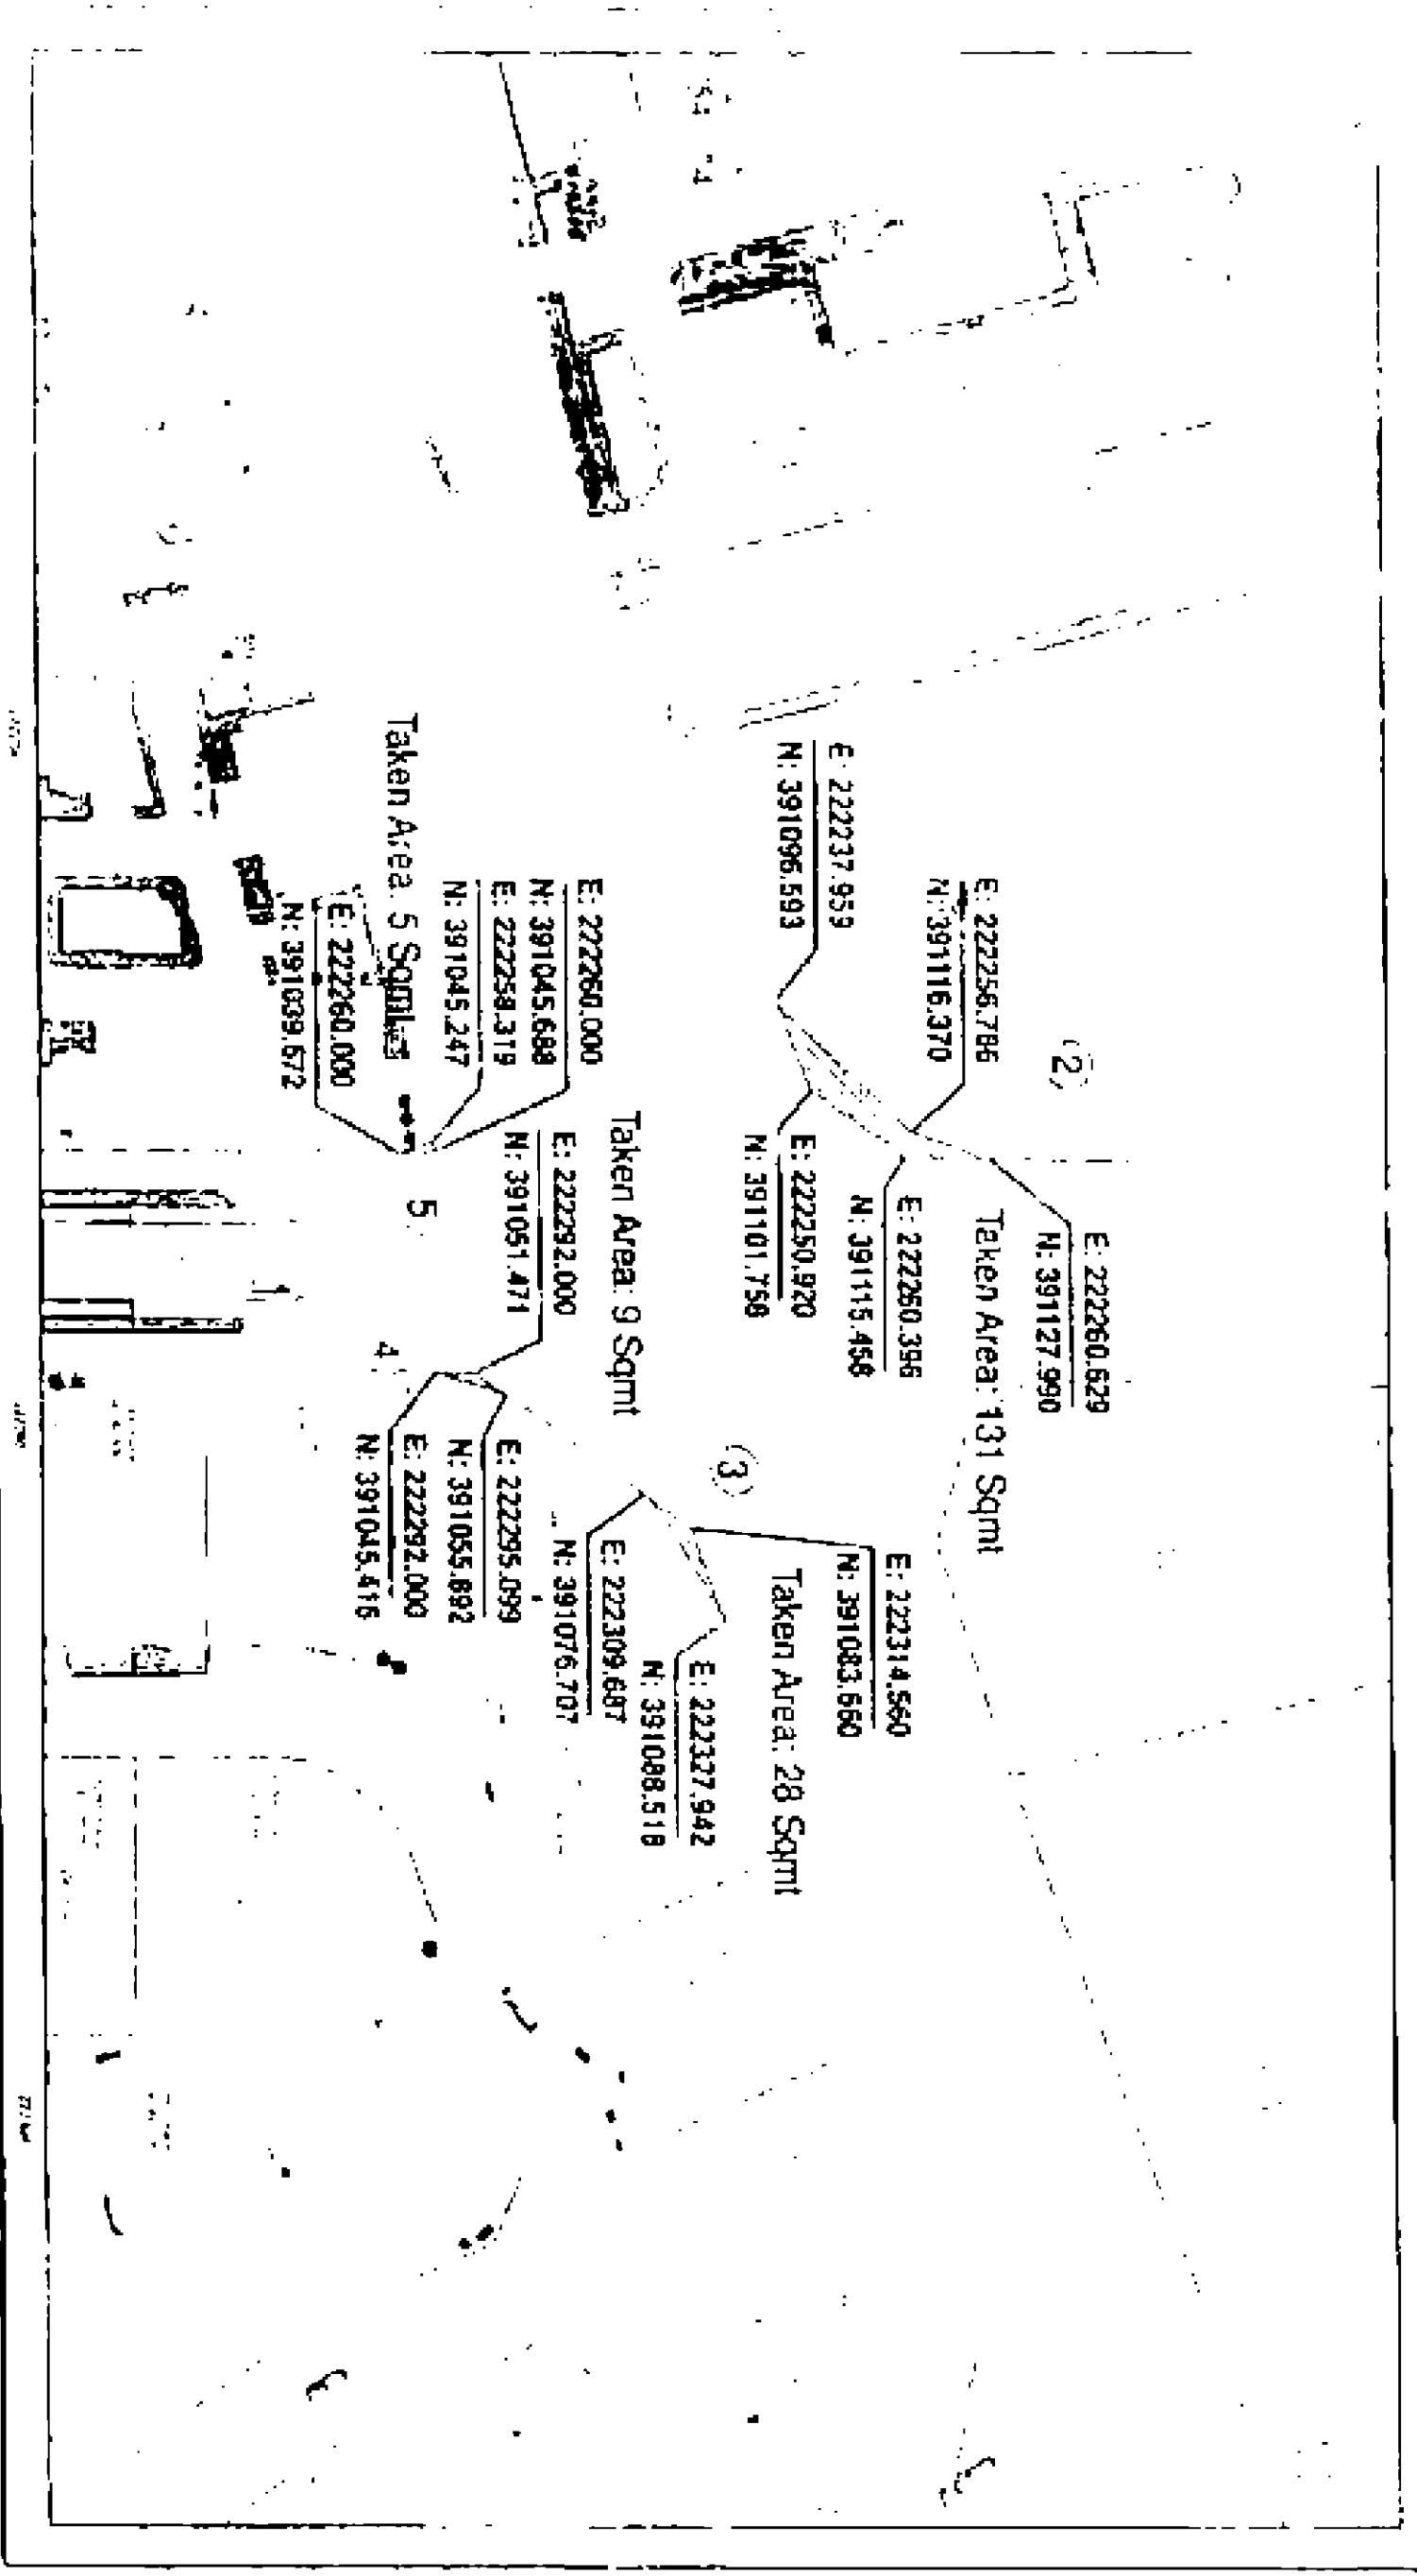 2
E: 222260.629
N: 391127.990
Taken Area: 131 Sqmt
E: 222256.786
N: 391116.370
E: 222260.396
N: 391115.458
E: 222237.959
N: 391096.593
E: 222250.920
N: 391101.758
3
E: 222314.560
N: 391083.660
Taken Area: 28 Sqmt
E: 222327.942
N: 391088.518
E: 222309.687
N: 391076.707
Taken Area: 9 Sqmt
E: 222292.000
N: 391051.471
E: 222295.099
N: 391055.892
4
E: 222292.000
N: 391045.416
E: 222260.000
N: 391045.688
E: 222258.319
N: 391045.247
5
Taken Area: 5 Sqmt
E: 222260.000
N: 391039.672